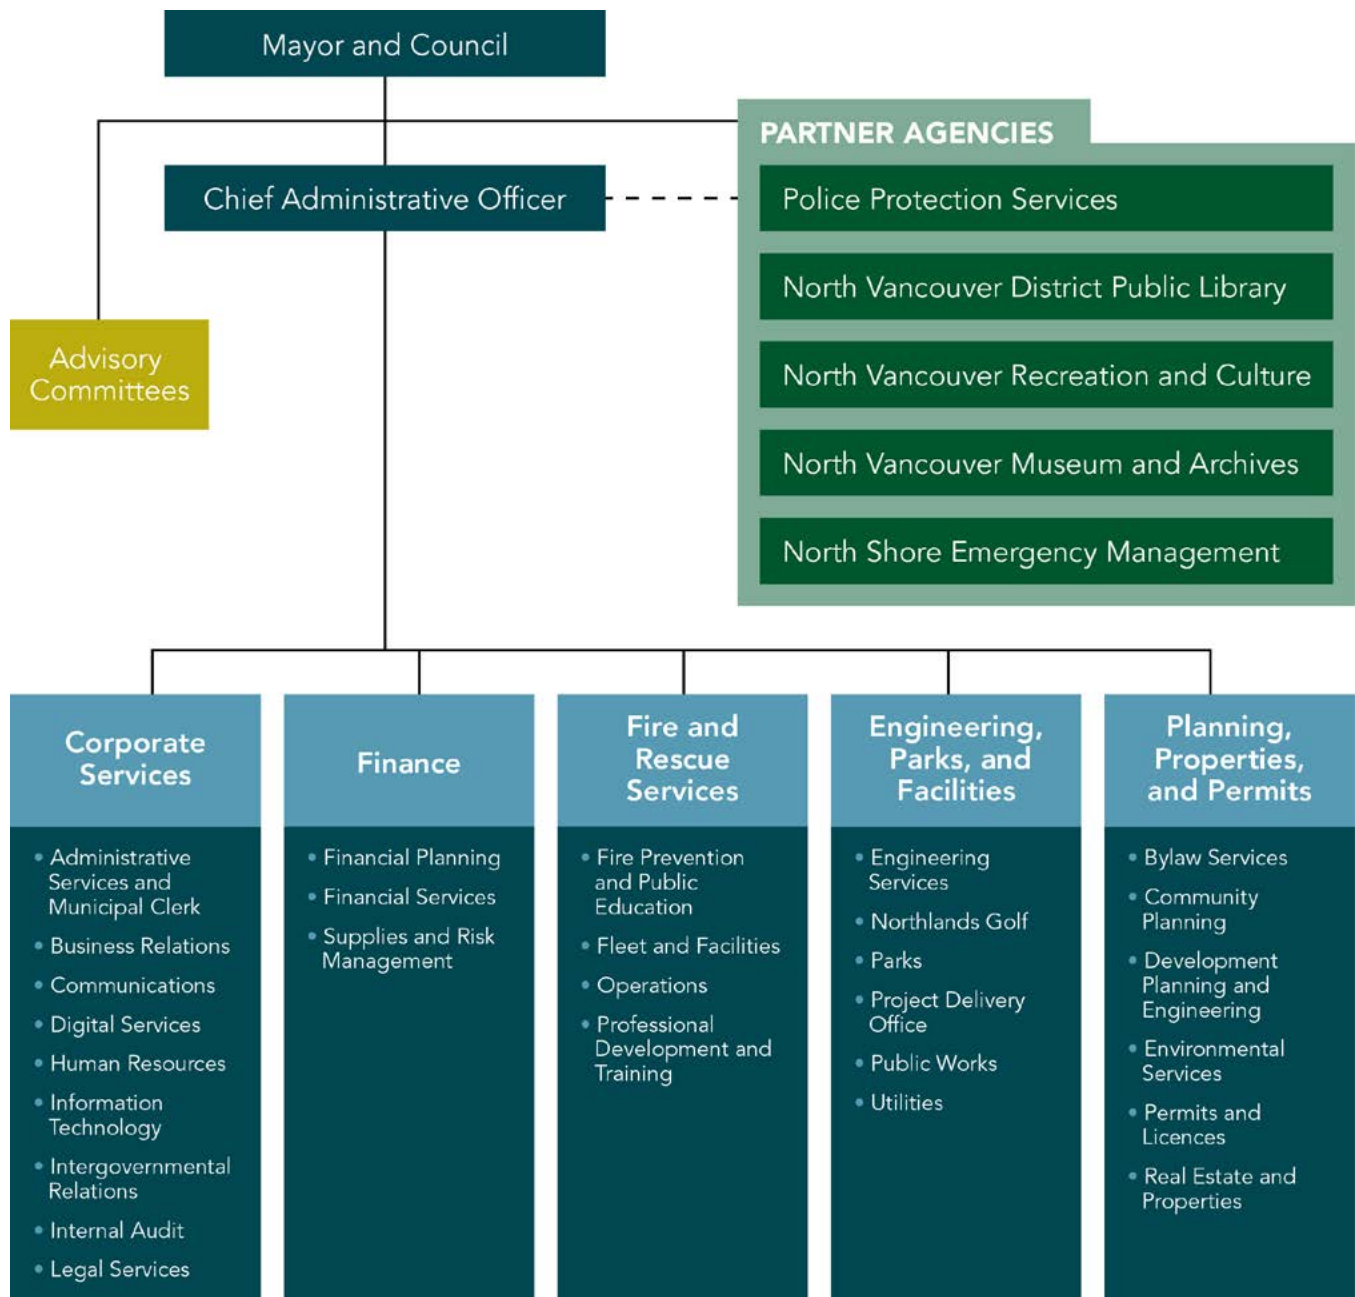 Mayor and Council
PARTNER AGENCIES
Chief Administrative Officer
Police Protection Services
North Vancouver District Public Library
Advisory
Committees
North Vancouver Recreation and Culture
North Vancouver Museum and Archives
North Shore Emergency Management
Corporate
Services
• Administrative
Services and
Municipal Clerk
• Business Relations
• Communications
• Digital Services
• Human Resources
• Information
Technology
• Intergovernmental
Relations
• Internal Audit
• Legal Services
Finance
• Financial Planning
• Financial Services
• Supplies and Risk
Management
Fire and
Rescue
Services
• Fire Prevention
and Public
Education
• Fleet and Facilities
• Operations
• Professional
Development and
Training
Engineering,
Parks, and
Facilities
• Engineering
Services
• Northlands Golf
• Parks
• Project Delivery
Office
• Public Works
• Utilities
Planning,
Properties,
and Permits
• Bylaw Services
• Community
Planning
• Development
Planning and
Engineering
• Environmental
Services
• Permits and
Licences
• Real Estate and
Properties